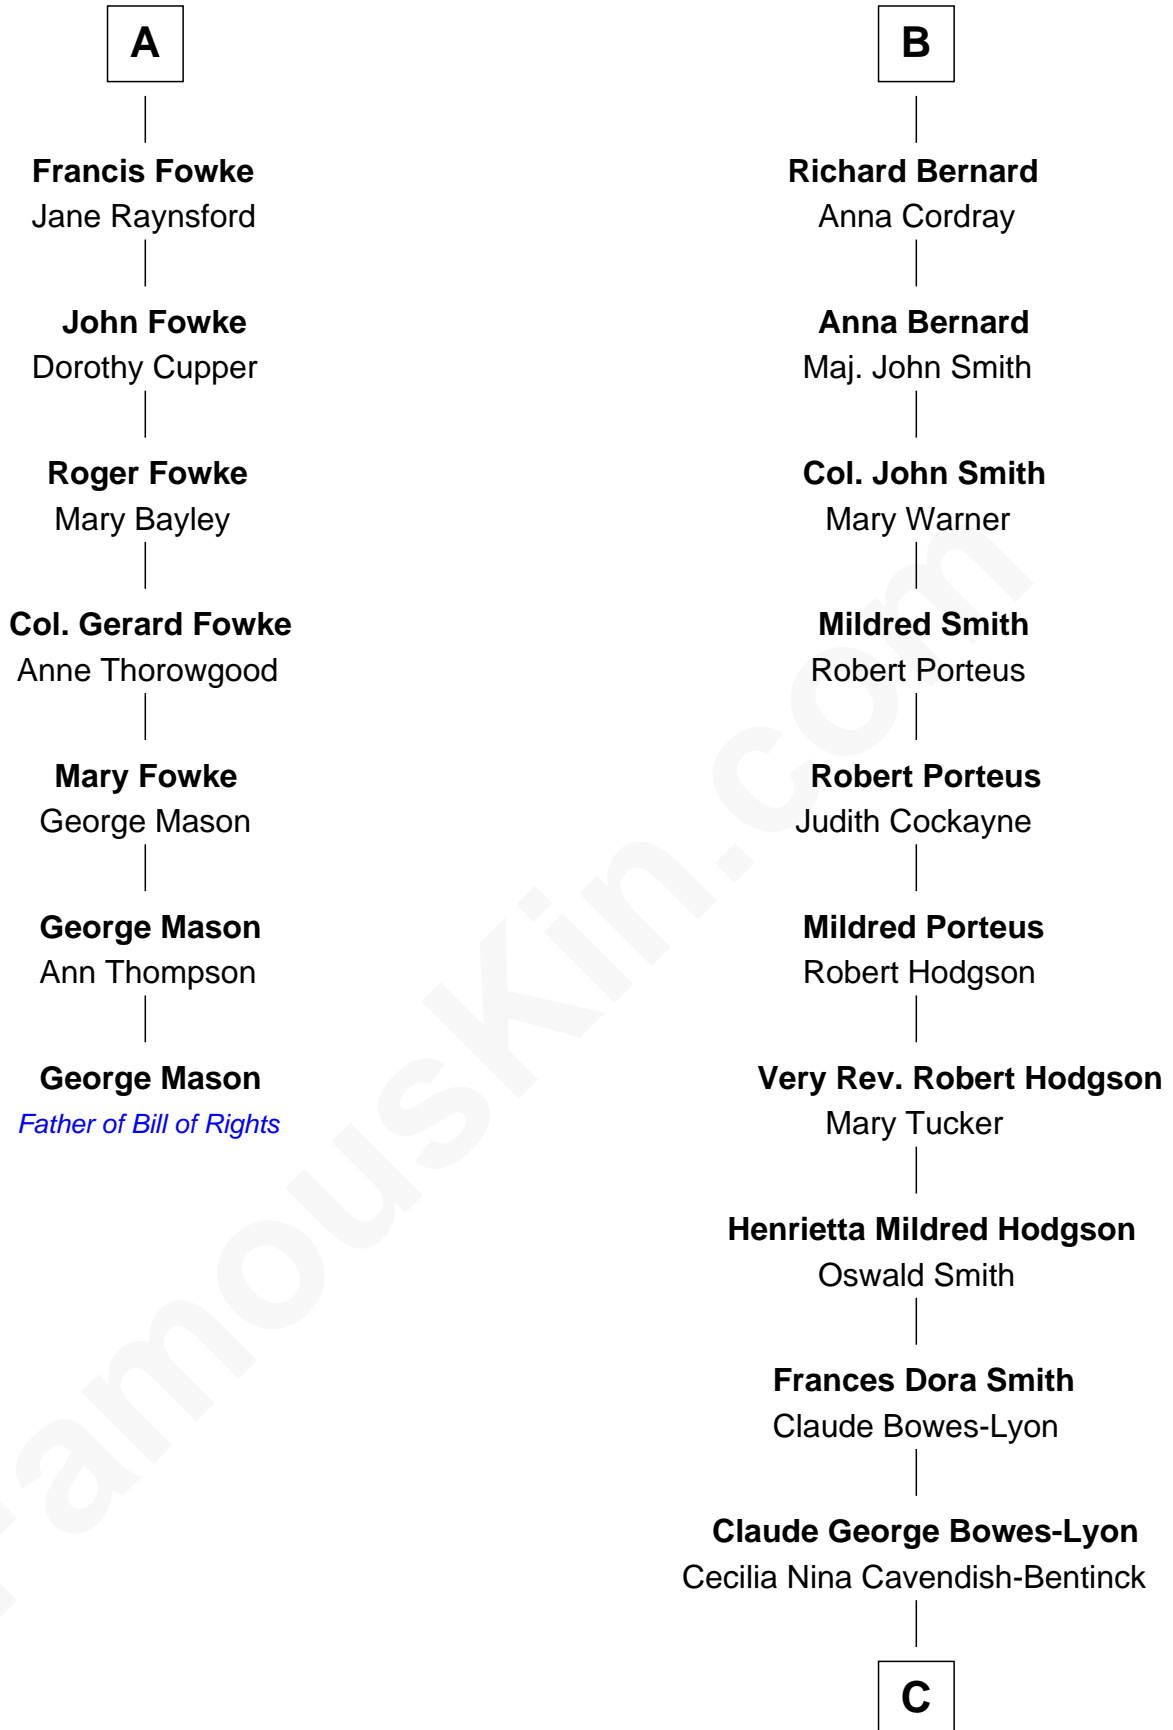 A
Francis Fowke
Jane Raynsford
John Fowke
Dorothy Cupper
Roger Fowke
Mary Bayley
Col. Gerard Fowke
Anne Thorowgood
Mary Fowke
George Mason
George Mason
Ann Thompson
George Mason
Father of Bill of Rights
B
Richard Bernard
Anna Cordray
Anna Bernard
Maj. John Smith
Col. John Smith
Mary Warner
Mildred Smith
Robert Porteus
Robert Porteus
Judith Cockayne
Mildred Porteus
Robert Hodgson
Very Rev. Robert Hodgson
Mary Tucker
Henrietta Mildred Hodgson
Oswald Smith
Frances Dora Smith
Claude Bowes-Lyon
Claude George Bowes-Lyon
Cecilia Nina Cavendish-Bentinck
C
FamousKin.com